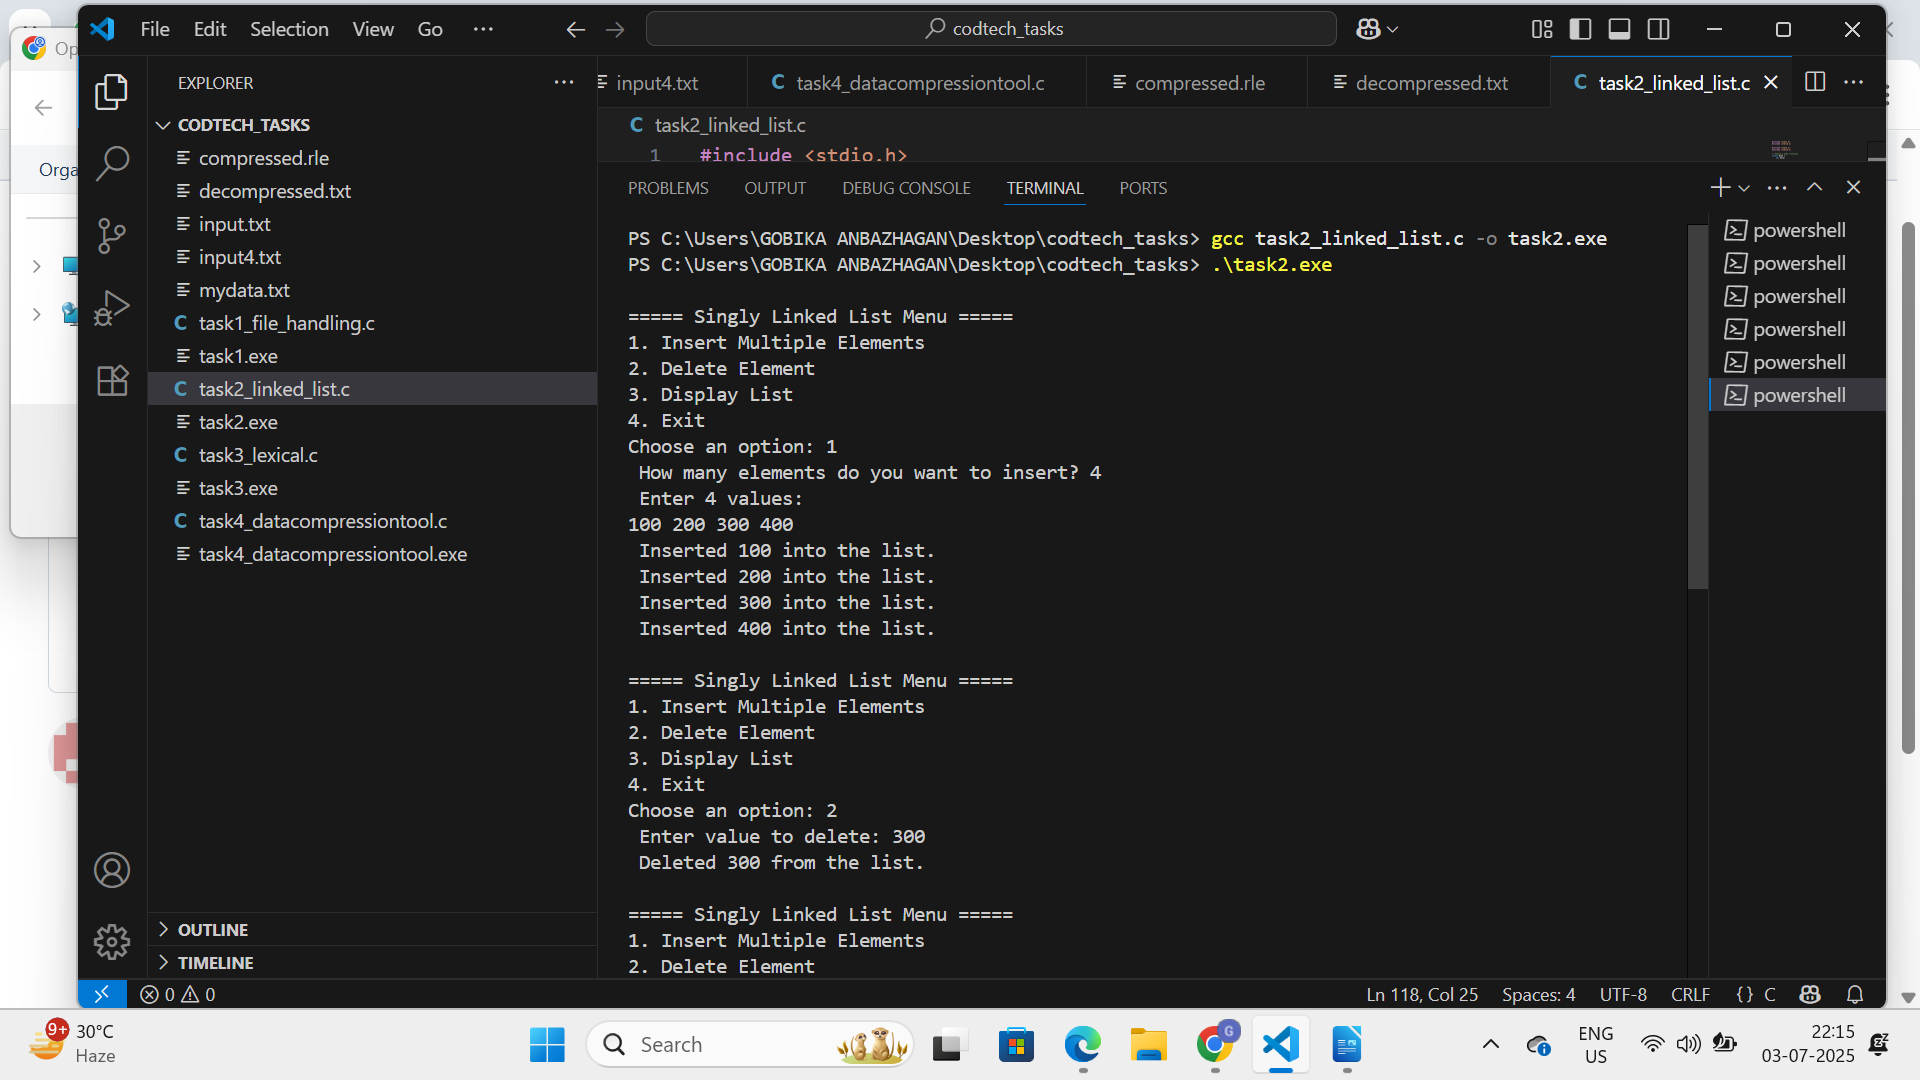 Op
File Edit Selection View Go ···
codtech_tasks
Orga
EXPLORER
CODTECH_TASKS
compressed.rle
decompressed.txt
input.txt
input4.txt
mydata.txt
C task1_file_handling.c
task1.exe
C task2_linked_list.c
task2.exe
C task3_lexical.c
task3.exe
C task4_datacompressiontool.c
task4_datacompressiontool.exe
OUTLINE
TIMELINE
input4.txt C task4_datacompressiontool.c compressed.rle decompressed.txt C task2_linked_list.c
C task2_linked_list.c
1 #include <stdio.h>
PROBLEMS OUTPUT DEBUG CONSOLE TERMINAL PORTS
PS C:\Users\GOBIKA ANBAZHAGAN\Desktop\codtech_tasks> gcc task2_linked_list.c -o task2.exe
PS C:\Users\GOBIKA ANBAZHAGAN\Desktop\codtech_tasks> .\task2.exe
===== Singly Linked List Menu =====
1. Insert Multiple Elements
2. Delete Element
3. Display List
4. Exit
Choose an option: 1
How many elements do you want to insert? 4
Enter 4 values:
100 200 300 400
Inserted 100 into the list.
Inserted 200 into the list.
Inserted 300 into the list.
Inserted 400 into the list.
===== Singly Linked List Menu =====
1. Insert Multiple Elements
2. Delete Element
3. Display List
4. Exit
Choose an option: 2
Enter value to delete: 300
Deleted 300 from the list.
===== Singly Linked List Menu =====
1. Insert Multiple Elements
2. Delete Element
powershell
powershell
powershell
powershell
powershell
powershell
0 0 Ln 118, Col 25 Spaces: 4 UTF-8 CRLF {} C
9+ 30°C
Haze
Search
G
ENG
US
22:15
03-07-2025